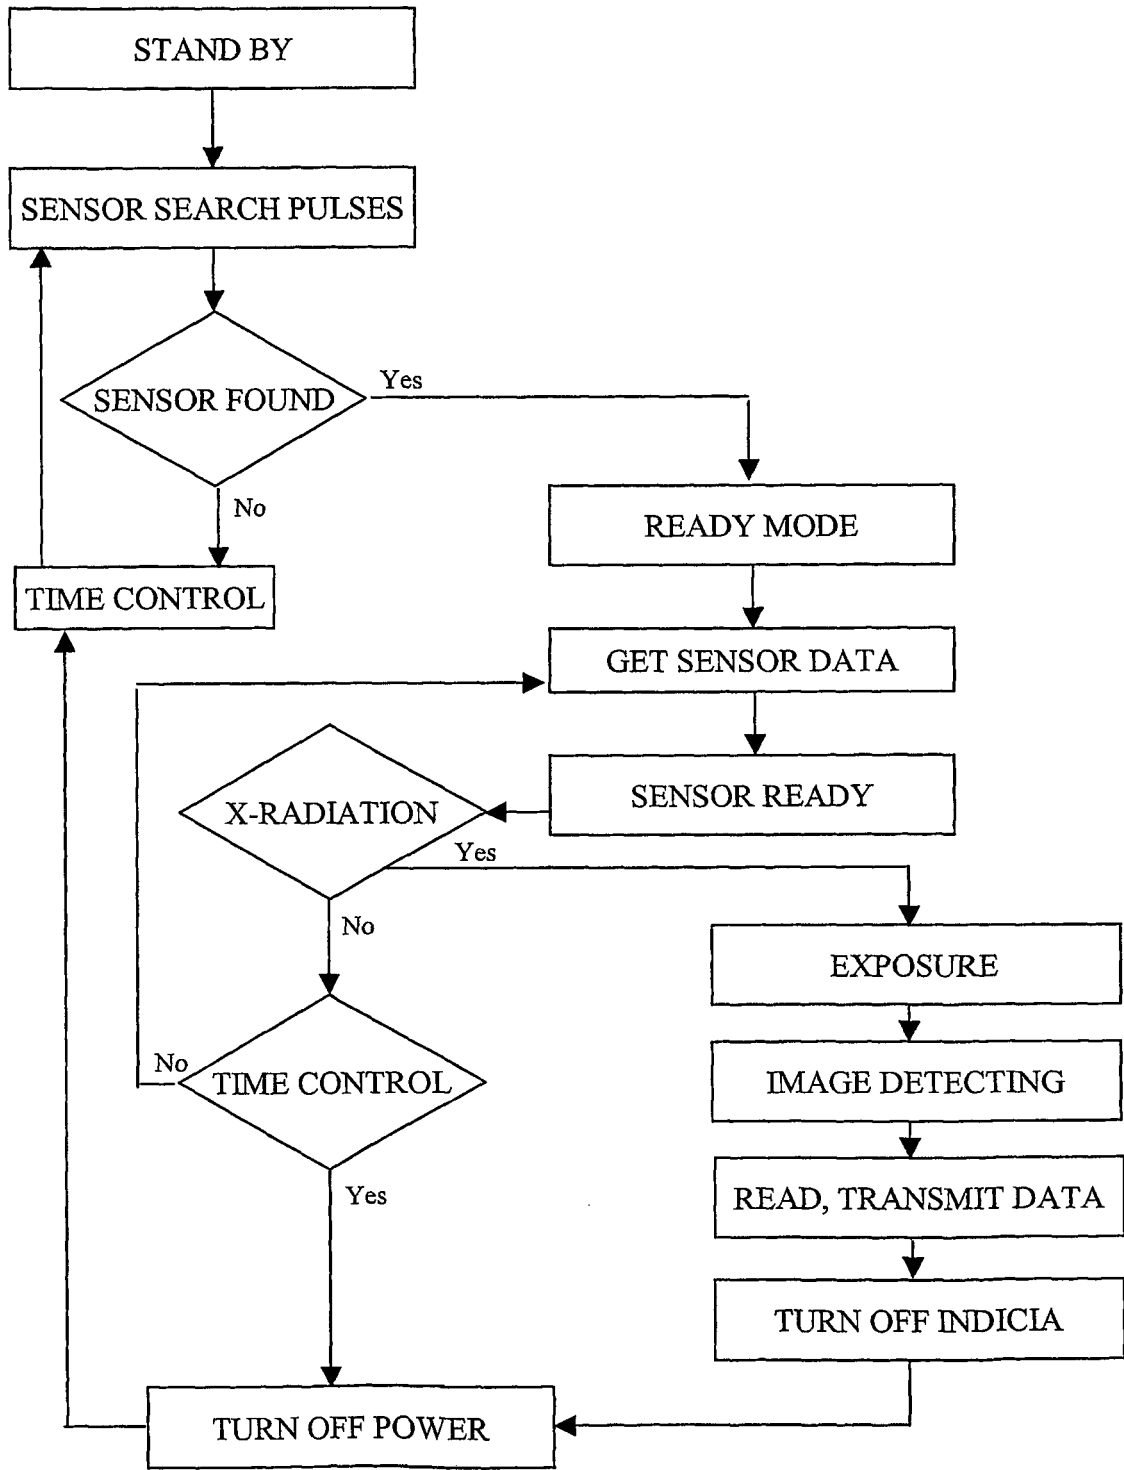 STAND BY
SENSOR SEARCH PULSES
SENSOR FOUND
Yes
No
READY MODE
TIME CONTROL
GET SENSOR DATA
SENSOR READY
X-RADIATION
Yes
No
EXPOSURE
No
TIME CONTROL
IMAGE DETECTING
Yes
READ, TRANSMIT DATA
TURN OFF INDICIA
TURN OFF POWER